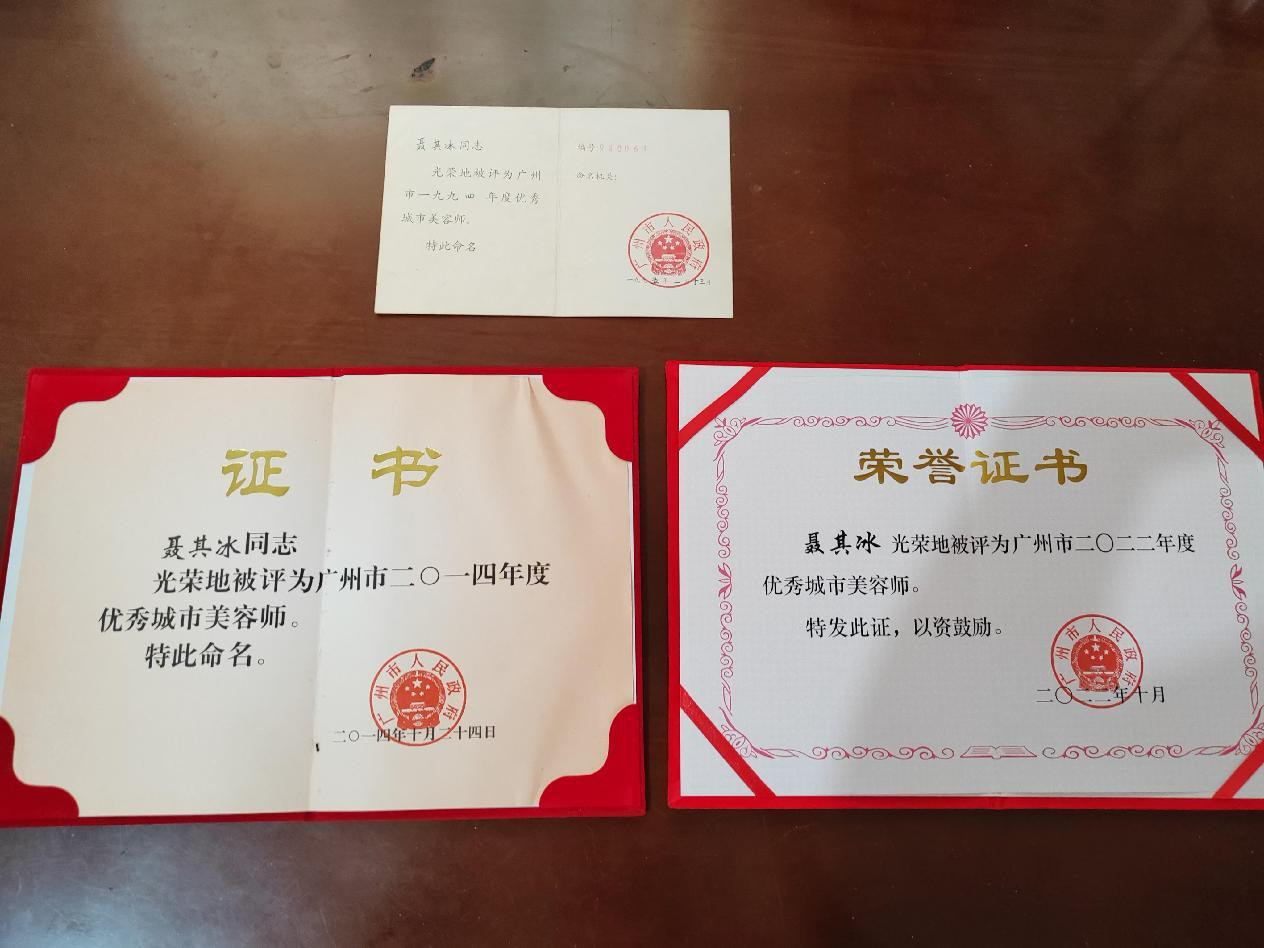 聂其冰同志
光荣地被评为广州
市一九九四 年度优秀
城市美容师。
特此命名
编号
命名机关:
广州市人民政府
证 书
聂其冰同志
光荣地被评为广州市二〇一四年度
优秀城市美容师。
特此命名。
广州市人民政府
二〇一四年十月二十四日
荣誉证书
聂其冰 光荣地被评为广州市二〇二二年度
优秀城市美容师。
特发此证，以资鼓励。
广州市人民政府
二〇二二年十月